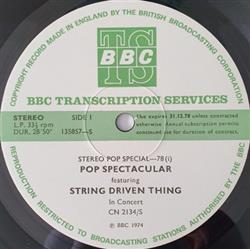 COPYRIGHT RECORD MADE IN ENGLAND BY THE BRITISH BROADCASTING CORPORATION
TS
BBC
BBC TRANSCRIPTION SERVICES
STEREO SIDE 1
L.P. 33⅓ rpm
DUR. 28'50" 135857—S
Use expires 31.12.78 unless contracted
otherwise Annual subscription permits
continued use for duration of contract.
STEREO POP SPECIAL—78 (i)
POP SPECTACULAR
featuring
STRING DRIVEN THING
In Concert
CN 2134/S
℗ BBC 1974
REPRODUCTION RESTRICTED TO BROADCASTING STATIONS AUTHORISED BY THE BBC